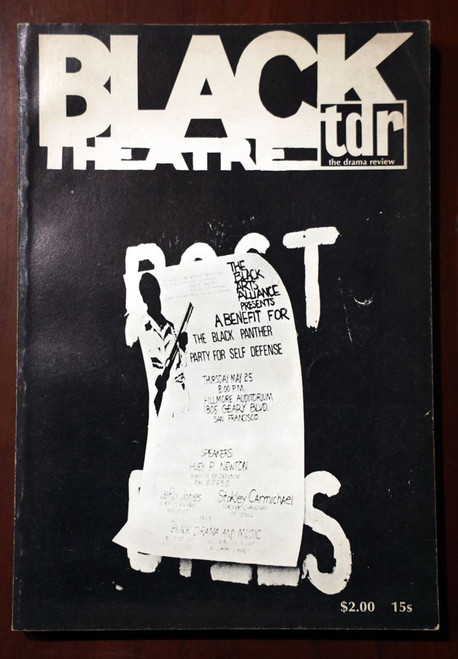 BLACK
THEATRE
tdr
the drama review
POST
THE
BLACK
ARTS
ALLIANCE
PRESENTS
A BENEFIT FOR
THE BLACK PANTHER
PARTY FOR SELF DEFENSE
THURSDAY MAY 25
8:00 P.M.
FILLMORE AUDITORIUM
1805 GEARY BLVD.
SAN FRANCISCO
SPEAKERS
HUEY P. NEWTON
LeRoi Jones Stokley Carmichael
BLACK DRAMA AND MUSIC
BILLS
$2.00 15s